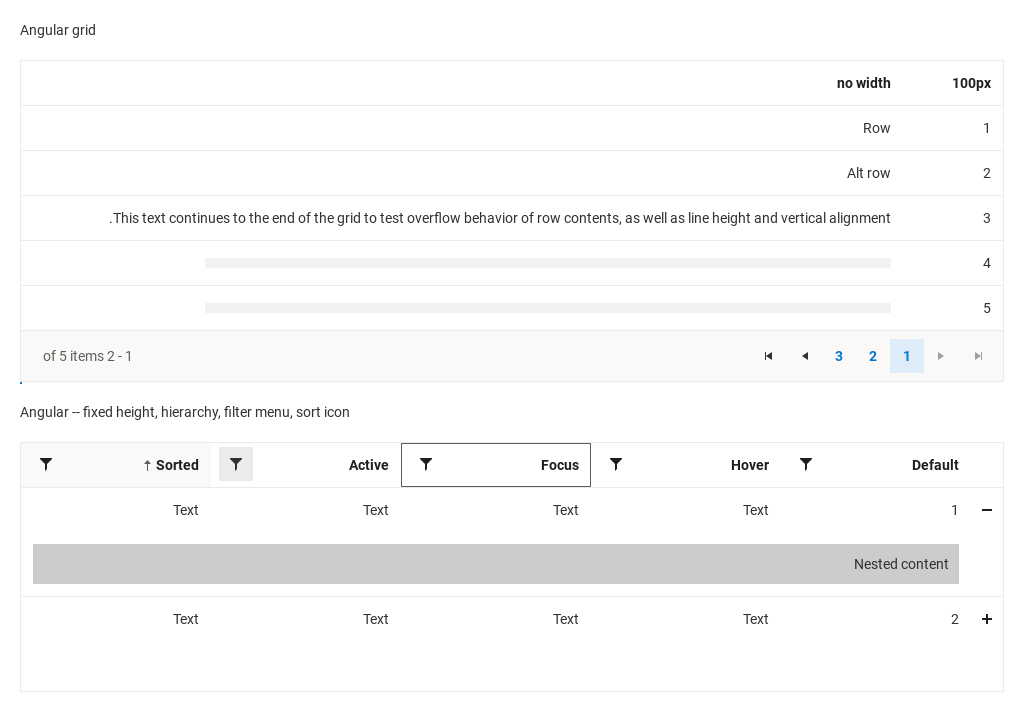 Angular grid
100px no width
1 Row
2 Alt row
3 .This text continues to the end of the grid to test overflow behavior of row contents, as well as line height and vertical alignment
4
5
1 2 3 of 5 items 2 - 1
Angular -- fixed height, hierarchy, filter menu, sort icon
Default Hover Focus Active Sorted
1 Text Text Text Text
Nested content
2 Text Text Text Text